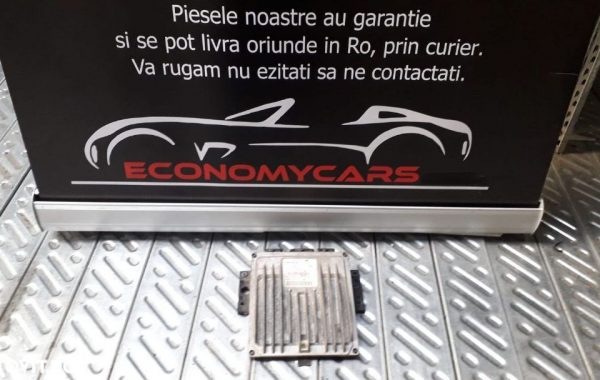 Piesele noastre au garantie
si se pot livra oriunde in Ro, prin curier.
Va rugam nu ezitati sa ne contactati.
ECONOMYCARS